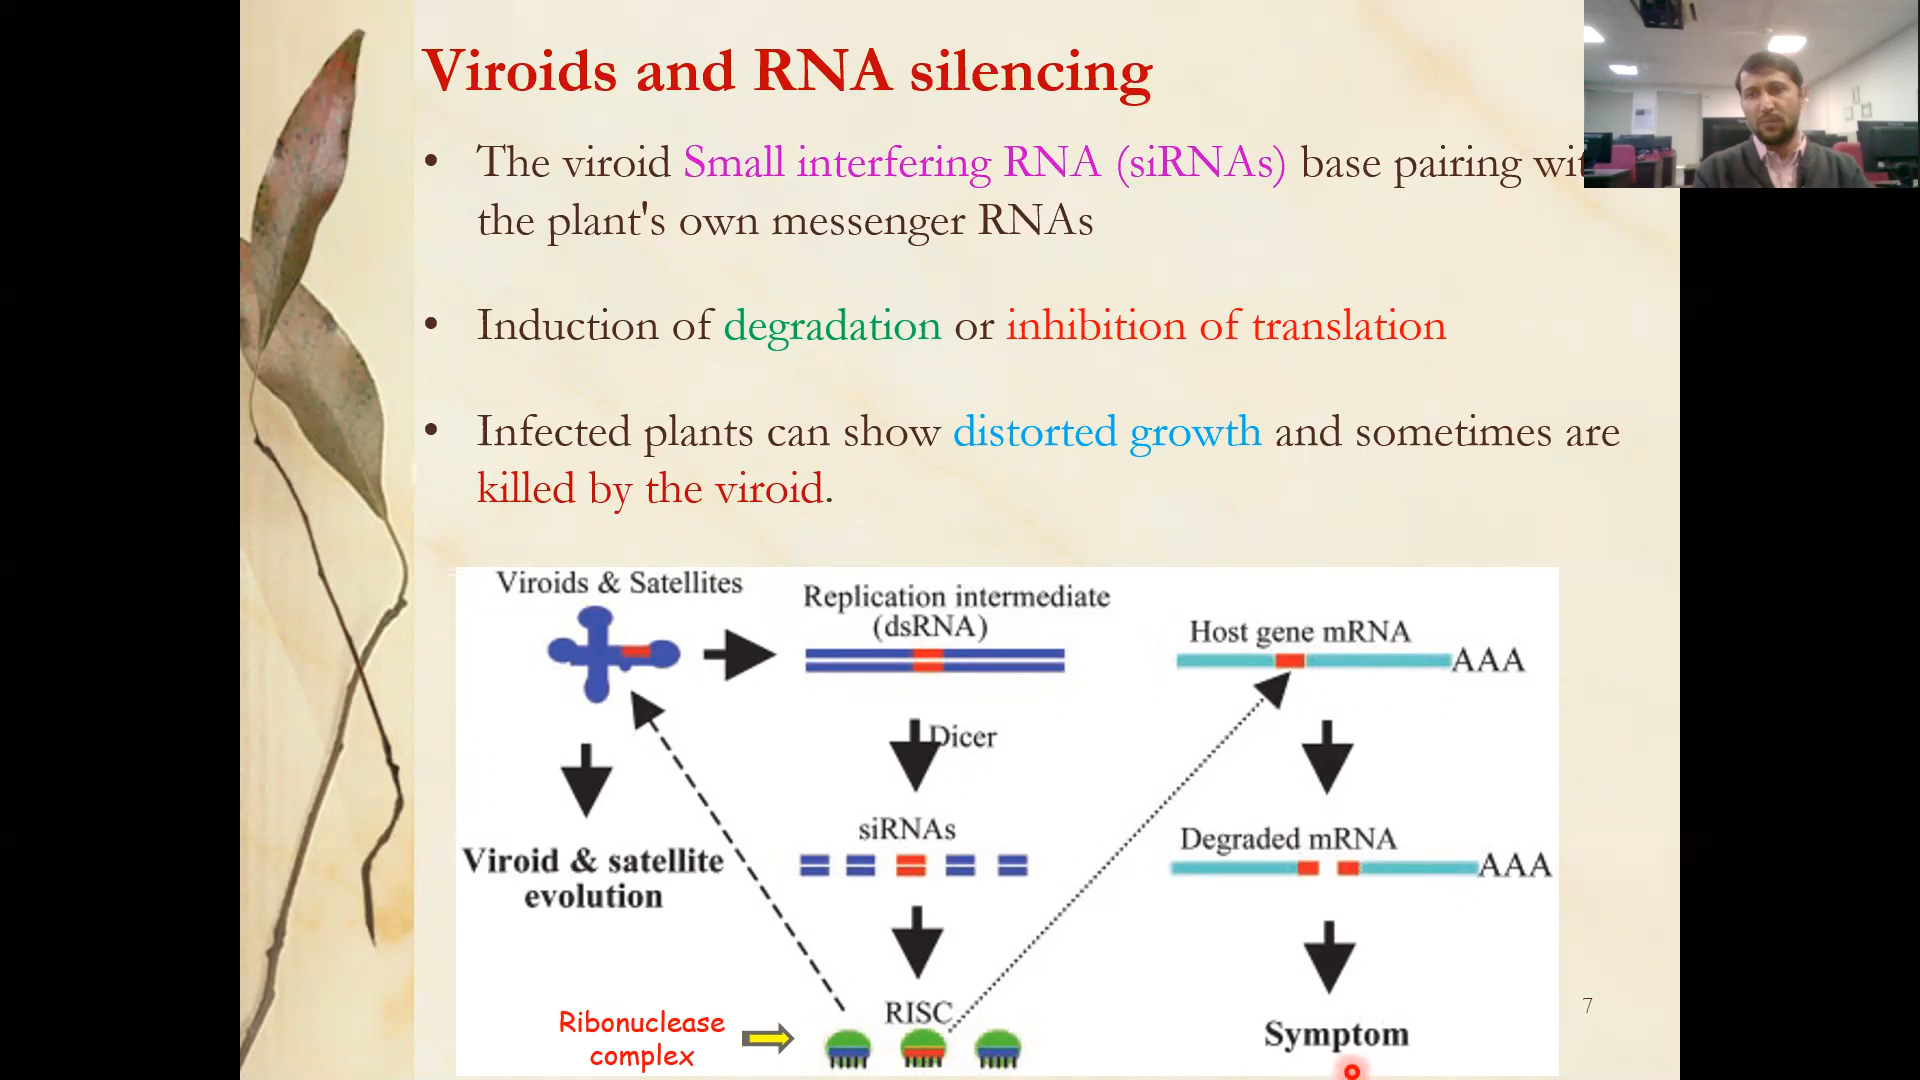 Viroids and RNA silencing
• The viroid Small interfering RNA (siRNAs) base pairing
the plant's own messenger RNAs
• Induction of degradation or inhibition of translation
• Infected plants can show distorted growth and sometimes are
killed by the viroid.
Viroids & Satellites
Replication intermediate
(dsRNA)
Host gene mRNA
AAA
Dicer
siRNAs
Viroid & satellite
evolution
Degraded mRNA
AAA
RISC
Ribonuclease
complex
Symptom
7